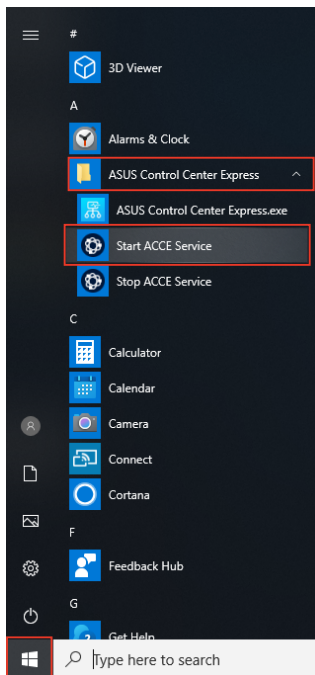 #
3D Viewer
A
Alarms & Clock
ASUS Control Center Express
ASUS Control Center Express.exe
Start ACCE Service
Stop ACCE Service
C
Calculator
Calendar
Camera
Connect
Cortana
F
Feedback Hub
G
Get Help
Type here to search